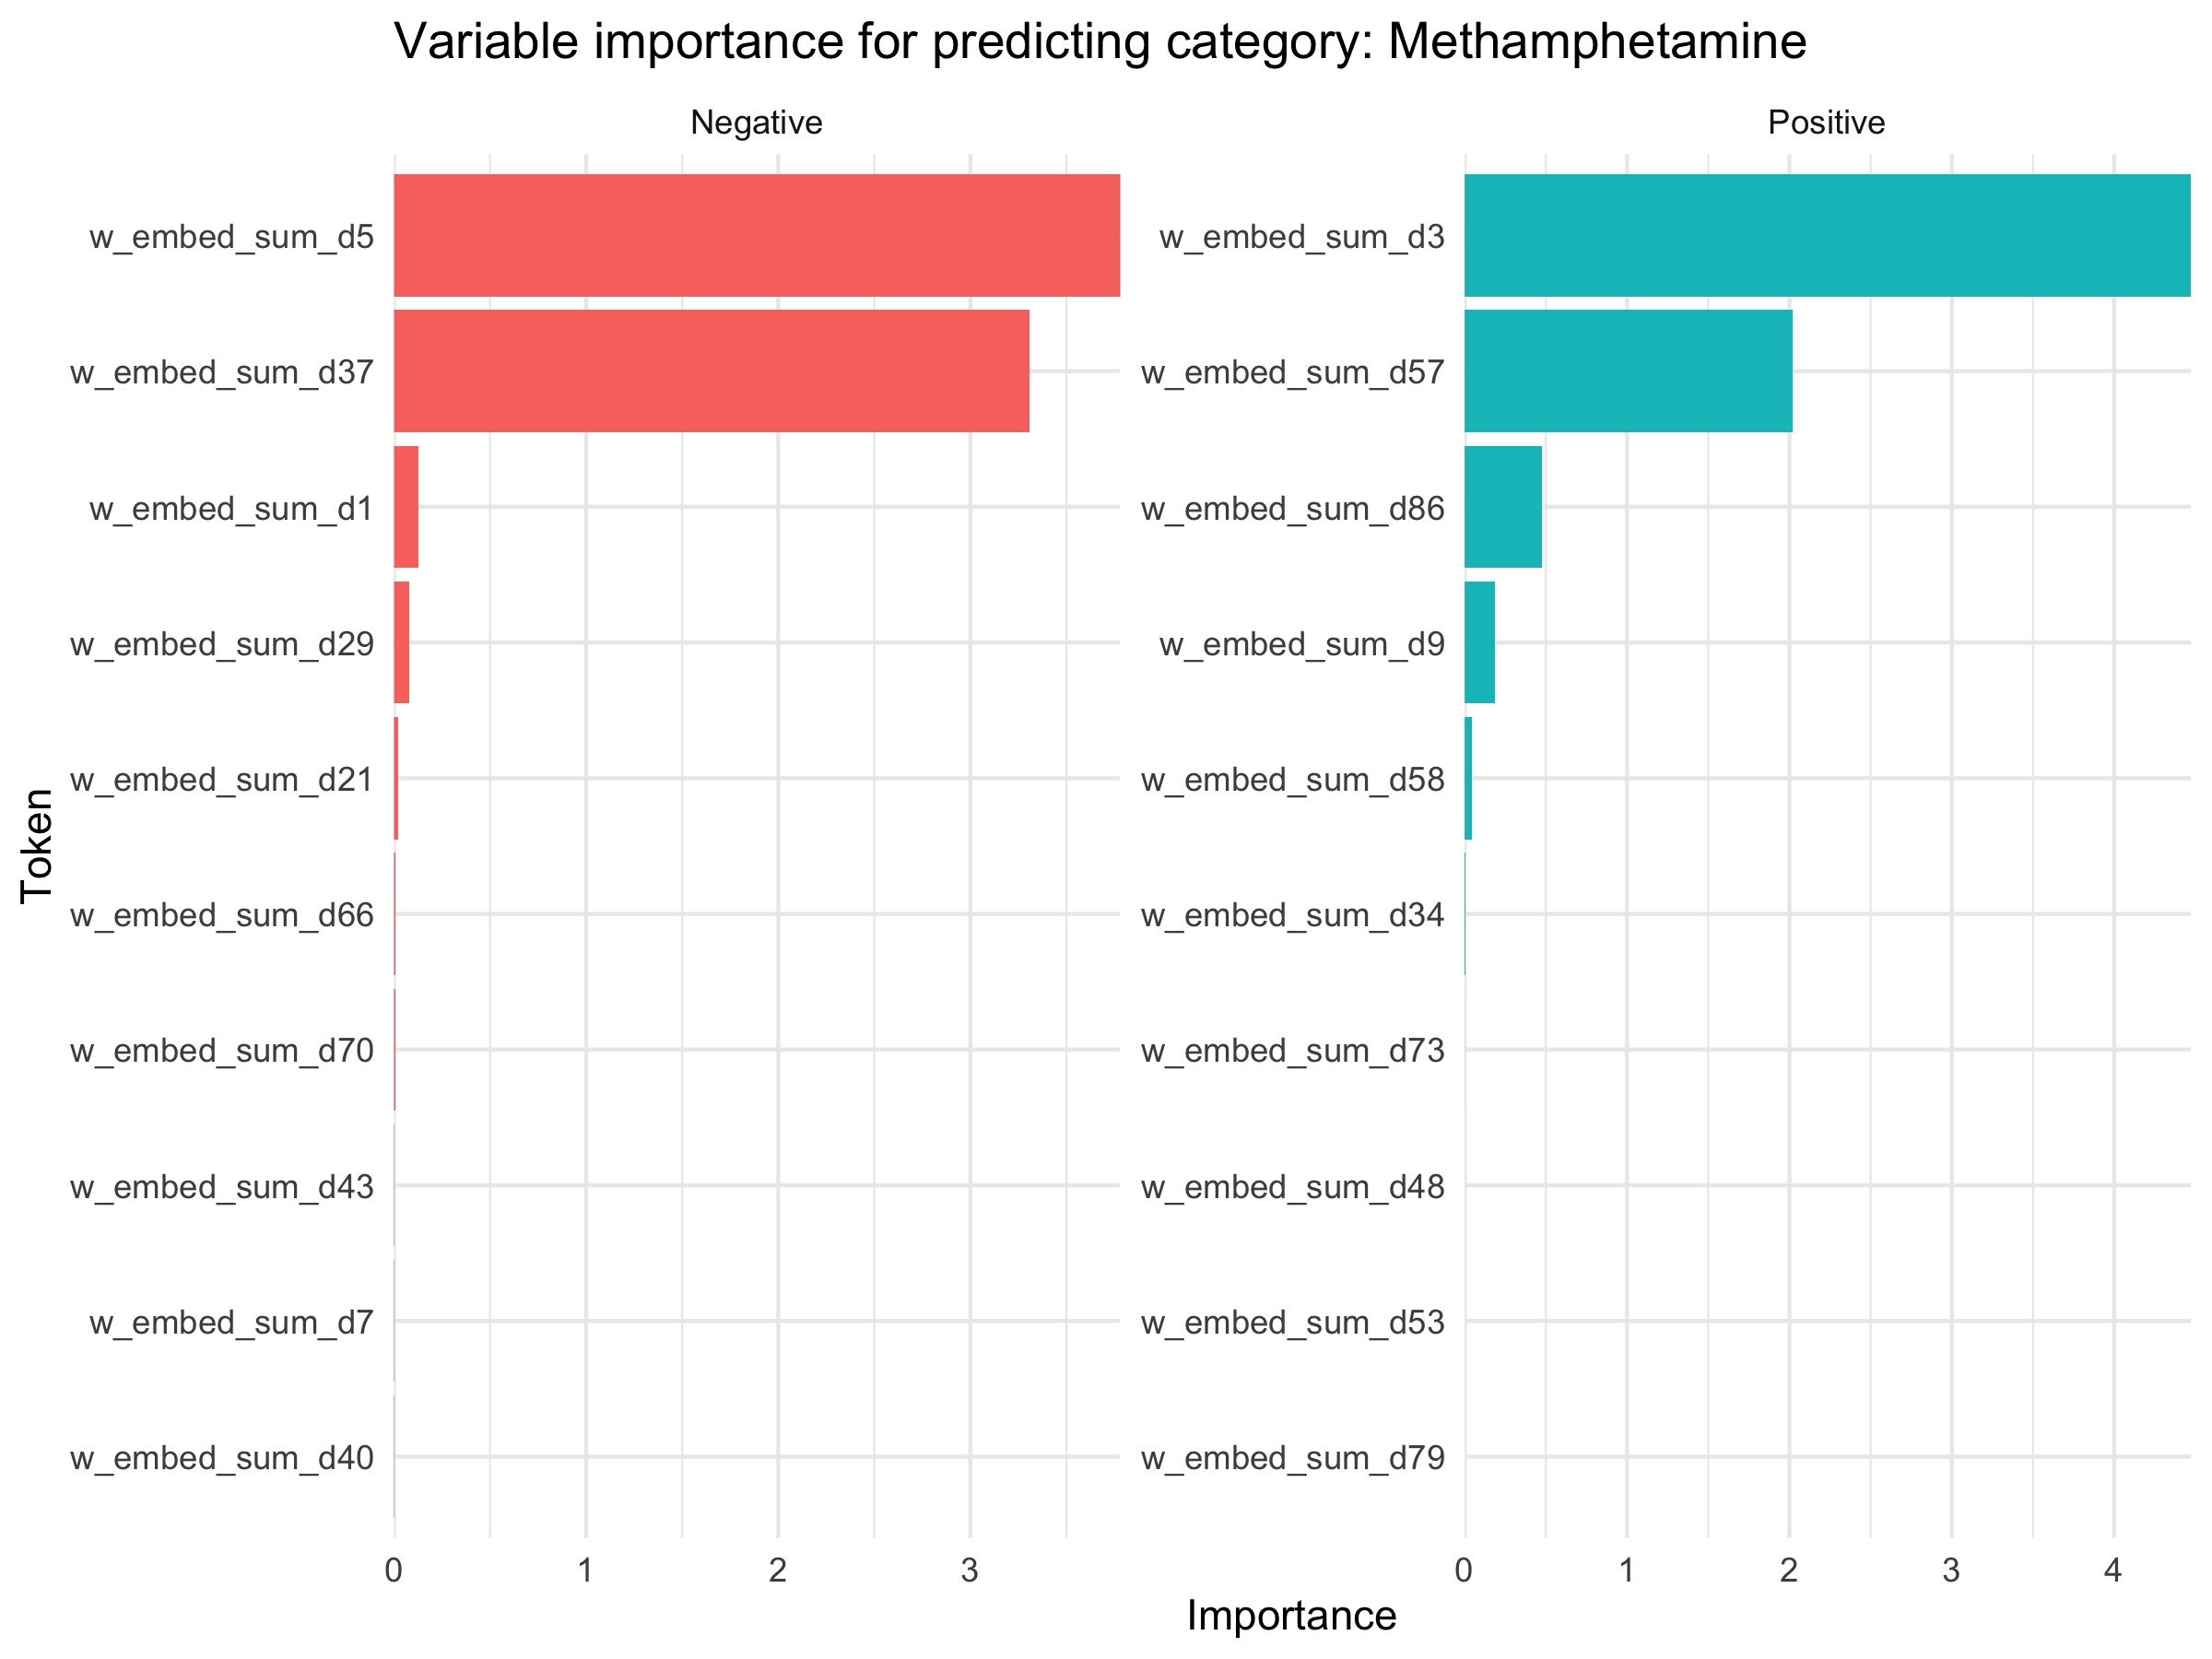 Variable importance for predicting category: Methamphetamine
Negative
Positive
w_embed_sum_d5
w_embed_sum_d37
w_embed_sum_d1
w_embed_sum_d29
w_embed_sum_d21
w_embed_sum_d66
w_embed_sum_d70
w_embed_sum_d43
w_embed_sum_d7
w_embed_sum_d40
w_embed_sum_d3
w_embed_sum_d57
w_embed_sum_d86
w_embed_sum_d9
w_embed_sum_d58
w_embed_sum_d34
w_embed_sum_d73
w_embed_sum_d48
w_embed_sum_d53
w_embed_sum_d79
Token
0 1 2 3
0 1 2 3 4
Importance